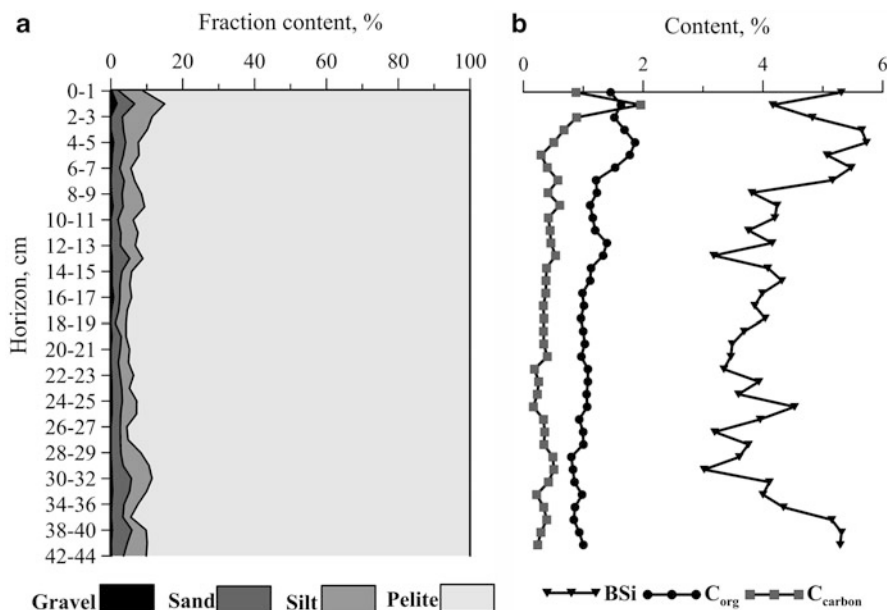 a
Fraction content, %
0 20 40 60 80 100
Horizon, cm
0-1
2-3
4-5
6-7
8-9
10-11
12-13
14-15
16-17
18-19
20-21
22-23
24-25
26-27
28-29
30-32
34-36
38-40
42-44
Gravel Sand Silt Pelite
b
Content, %
0 2 4 6
BSi C_org C_carbon